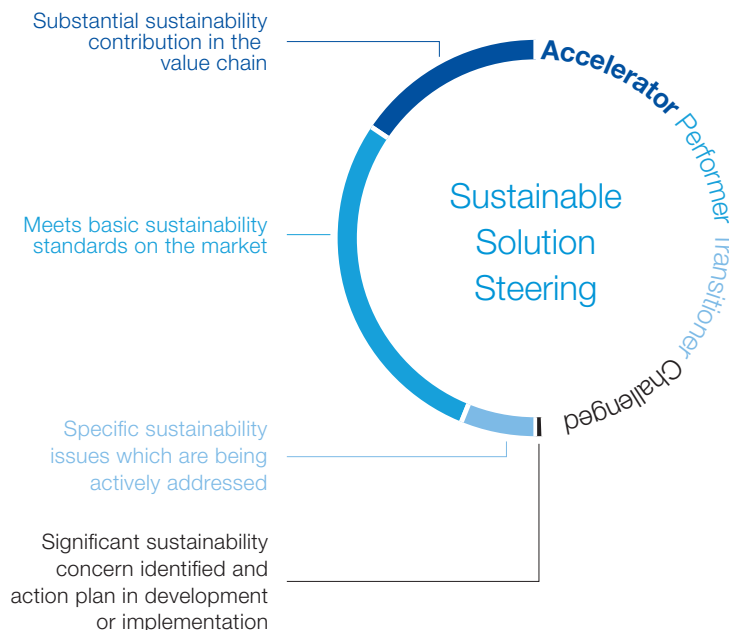 Substantial sustainability
contribution in the
value chain
Accelerator
Performer
Transitioner
Challenged
Sustainable
Solution
Steering
Meets basic sustainability
standards on the market
Specific sustainability
issues which are being
actively addressed
Significant sustainability
concern identified and
action plan in development
or implementation